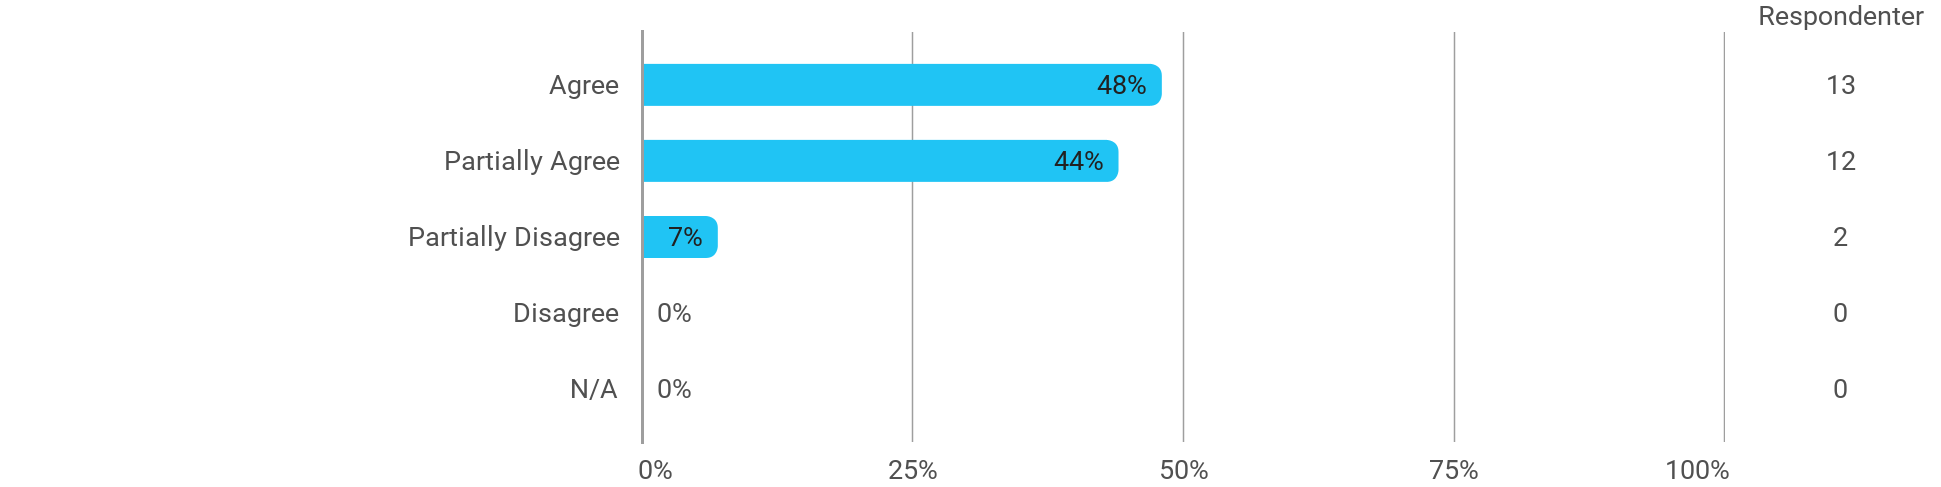 Respondenter
Agree 48% 13
Partially Agree 44% 12
Partially Disagree 7% 2
Disagree 0% 0
N/A 0% 0
0% 25% 50% 75% 100%